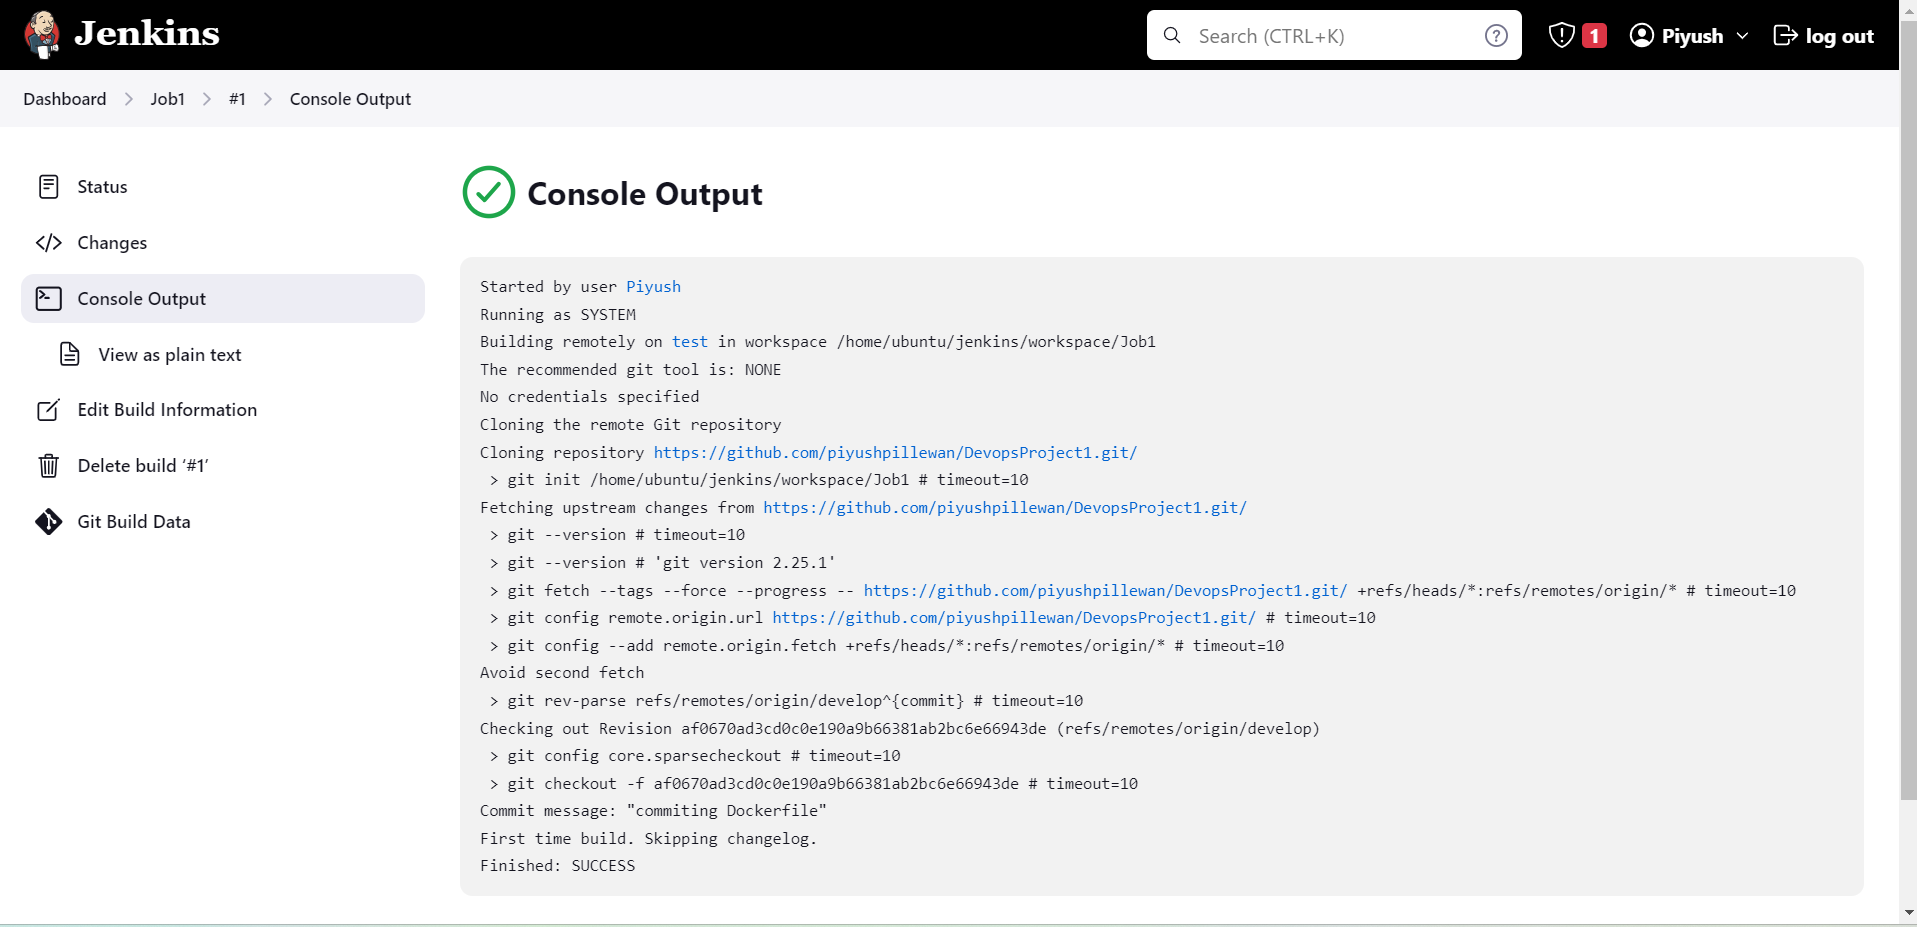 Jenkins
Search (CTRL+K)
1
Piyush
log out
Dashboard
Job1
#1
Console Output
Status
Changes
Console Output
View as plain text
Edit Build Information
Delete build ‘#1’
Git Build Data
Console Output
Started by user Piyush
Running as SYSTEM
Building remotely on test in workspace /home/ubuntu/jenkins/workspace/Job1
The recommended git tool is: NONE
No credentials specified
Cloning the remote Git repository
Cloning repository https://github.com/piyushpillewan/DevopsProject1.git/
 > git init /home/ubuntu/jenkins/workspace/Job1 # timeout=10
Fetching upstream changes from https://github.com/piyushpillewan/DevopsProject1.git/
 > git --version # timeout=10
 > git --version # 'git version 2.25.1'
 > git fetch --tags --force --progress -- https://github.com/piyushpillewan/DevopsProject1.git/ +refs/heads/*:refs/remotes/origin/* # timeout=10
 > git config remote.origin.url https://github.com/piyushpillewan/DevopsProject1.git/ # timeout=10
 > git config --add remote.origin.fetch +refs/heads/*:refs/remotes/origin/* # timeout=10
Avoid second fetch
 > git rev-parse refs/remotes/origin/develop^{commit} # timeout=10
Checking out Revision af0670ad3cd0c0e190a9b66381ab2bc6e66943de (refs/remotes/origin/develop)
 > git config core.sparsecheckout # timeout=10
 > git checkout -f af0670ad3cd0c0e190a9b66381ab2bc6e66943de # timeout=10
Commit message: "commiting Dockerfile"
First time build. Skipping changelog.
Finished: SUCCESS